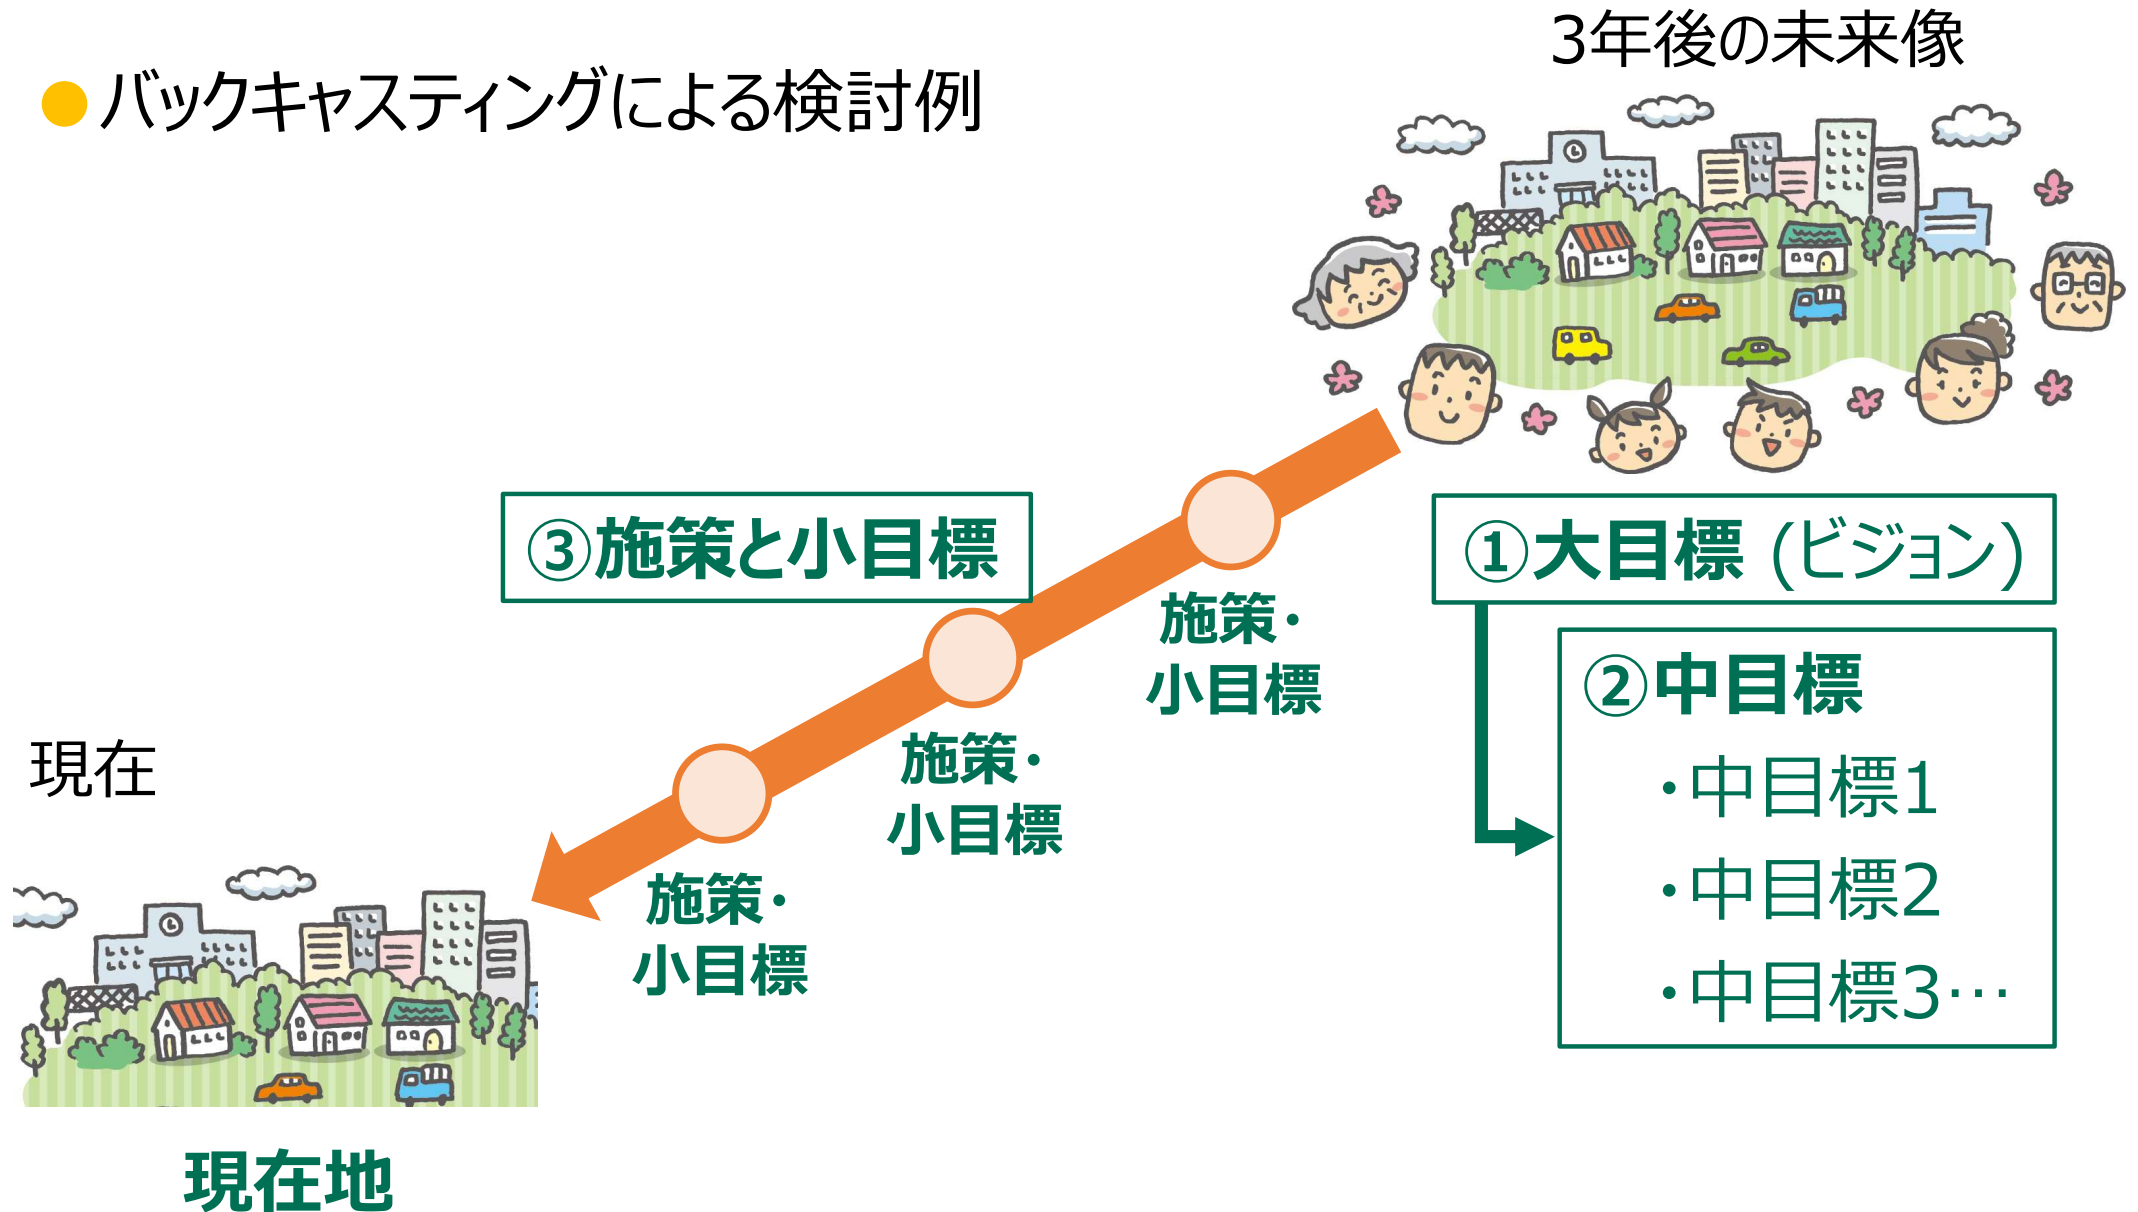 ●バックキャスティングによる検討例
3年後の未来像
③施策と小目標
①大目標 (ビジョン)
施策・
小目標
②中目標
・中目標1
・中目標2
・中目標3…
施策・
小目標
施策・
小目標
現在
現在地